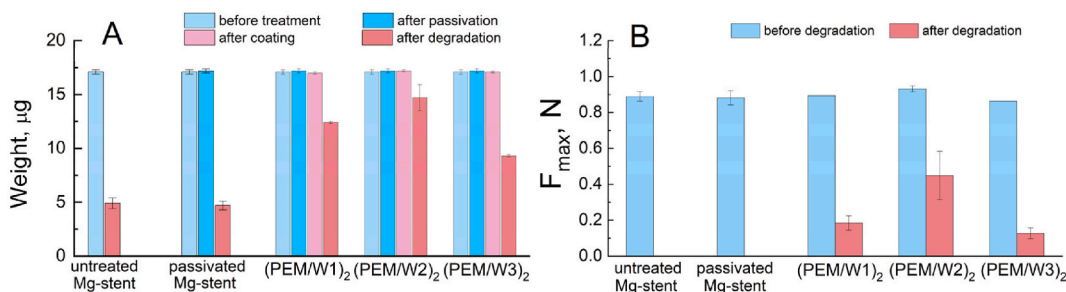 A
before treatment
after passivation
after coating
after degradation
Weight, μg
20
15
10
5
0
untreated
Mg-stent
passivated
Mg-stent
(PEM/W1)₂
(PEM/W2)₂
(PEM/W3)₂
B
before degradation
after degradation
Fmax, N
1.2
1.0
0.8
0.6
0.4
0.2
0.0
untreated
Mg-stent
passivated
Mg-stent
(PEM/W1)₂
(PEM/W2)₂
(PEM/W3)₂